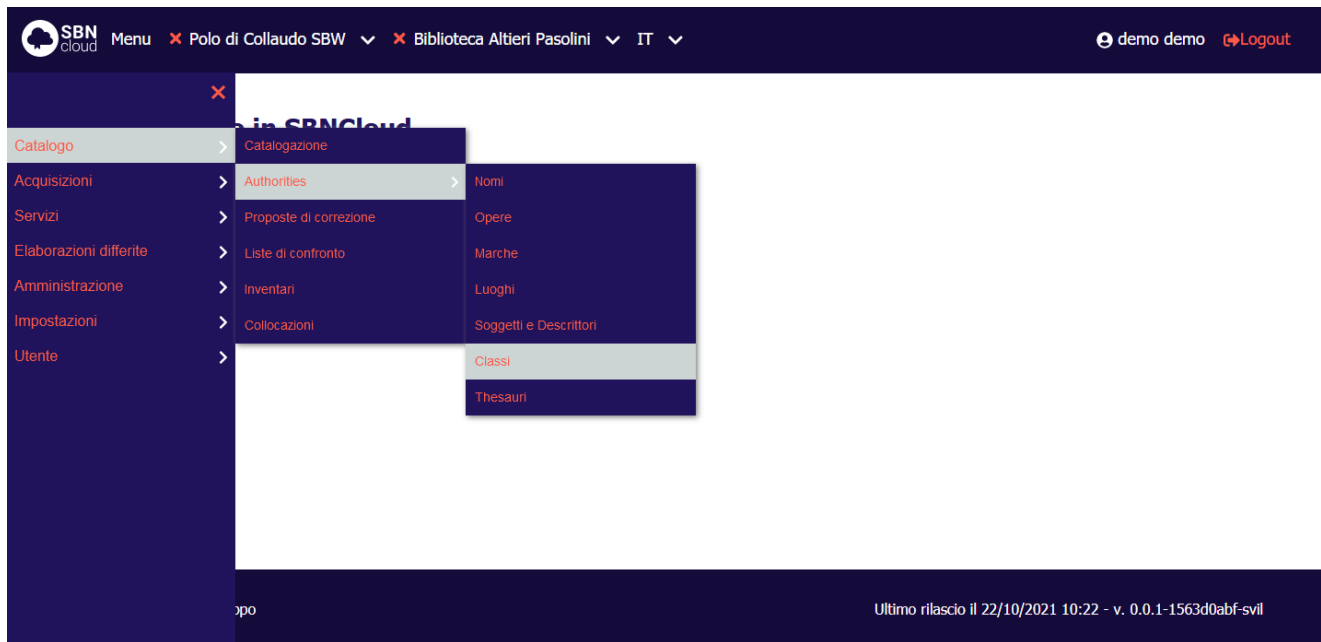 SBN cloud Menu Polo di Collaudo SBW Biblioteca Altieri Pasolini IT demo demo Logout
in SBNCloud
Catalogo
Acquisizioni
Servizi
Elaborazioni differite
Amministrazione
Impostazioni
Utente
Catalogazione
Authorities
Proposte di correzione
Liste di confronto
Inventari
Collocazioni
Nomi
Opere
Marche
Luoghi
Soggetti e Descrittori
Classi
Thesauri
Ultimo rilascio il 22/10/2021 10:22 - v. 0.0.1-1563d0abf-svil